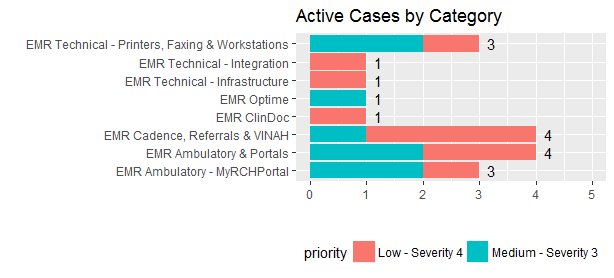 Active Cases by Category
EMR Technical - Printers, Faxing & Workstations 3
EMR Technical - Integration 1
EMR Technical - Infrastructure 1
EMR Optime 1
EMR ClinDoc 1
EMR Cadence, Referrals & VINAH 4
EMR Ambulatory & Portals 4
EMR Ambulatory - MyRCHPortal 3
0 1 2 3 4 5
priority Low - Severity 4 Medium - Severity 3